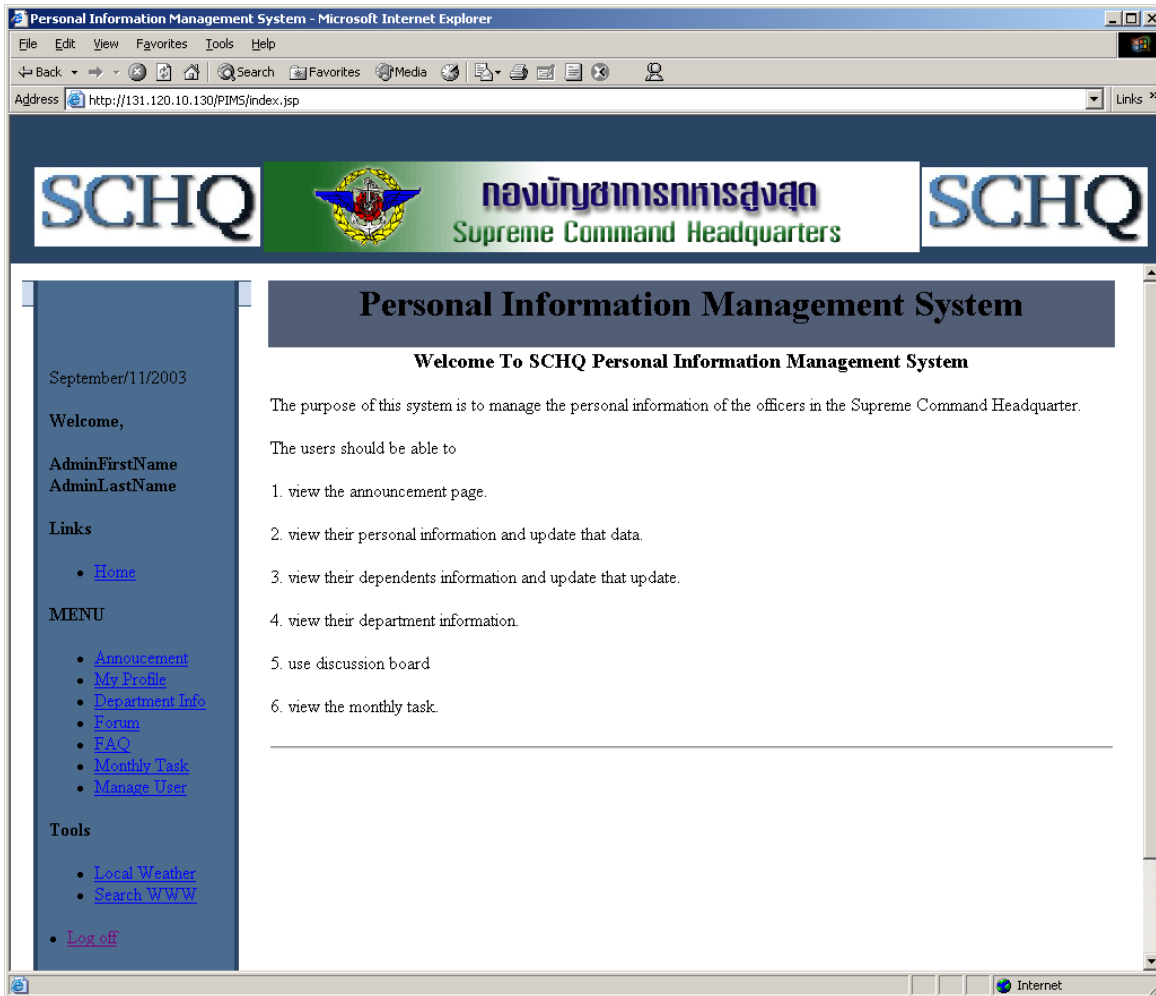 Personal Information Management System - Microsoft Internet Explorer
File Edit View Favorites Tools Help
Back Search Favorites Media
Address http://131.120.10.130/PIMS/index.jsp Links »
SCHQ
กองบัญชาการทหารสูงสุด
Supreme Command Headquarters
SCHQ
September/11/2003
Welcome,
AdminFirstName
AdminLastName
Links
Home
MENU
Annoucement
My Profile
Department Info
Forum
FAQ
Monthly Task
Manage User
Tools
Local Weather
Search WWW
Log off
Personal Information Management System
Welcome To SCHQ Personal Information Management System
The purpose of this system is to manage the personal information of the officers in the Supreme Command Headquarter.
The users should be able to
1. view the announcement page.
2. view their personal information and update that data.
3. view their dependents information and update that update.
4. view their department information.
5. use discussion board
6. view the monthly task.
Internet